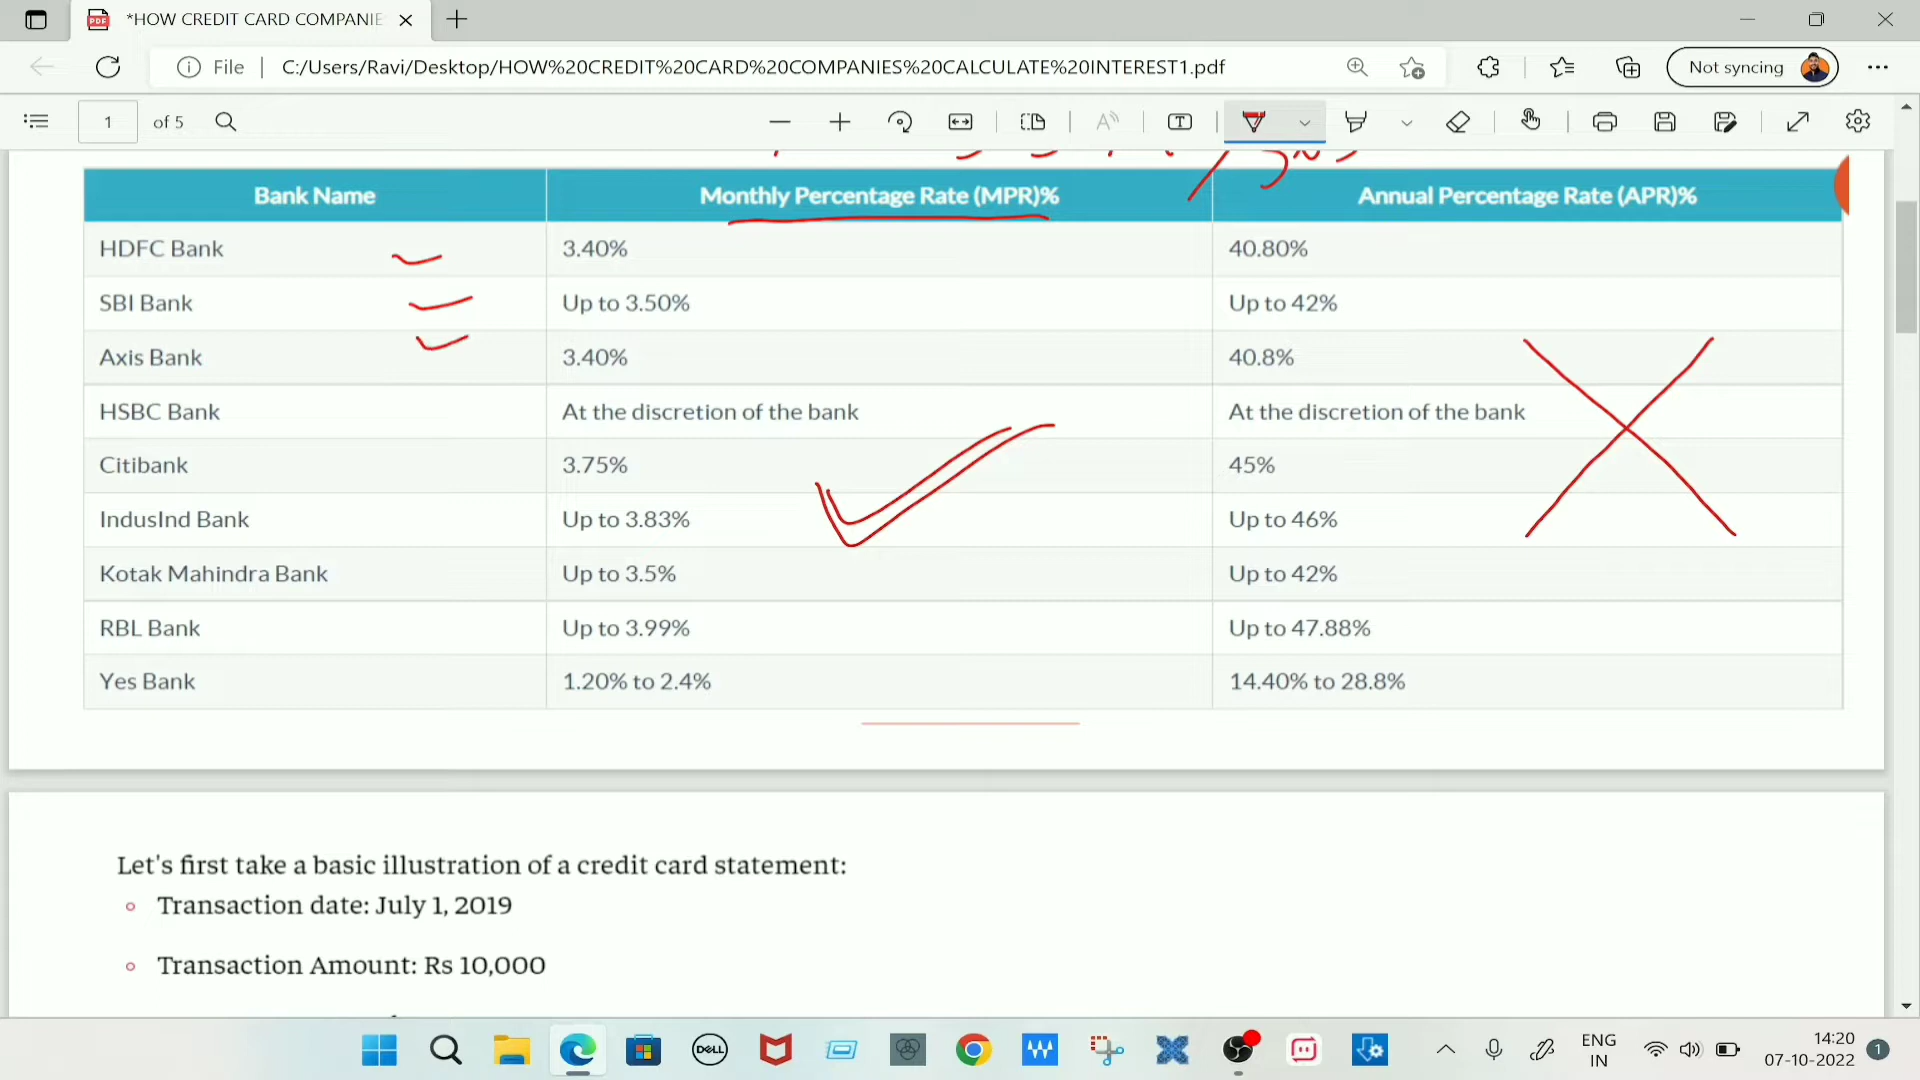 *HOW CREDIT CARD COMPANIE
File
C:/Users/Ravi/Desktop/HOW%20CREDIT%20CARD%20COMPANIES%20CALCULATE%20INTEREST1.pdf
Not syncing
1 of 5
Bank Name Monthly Percentage Rate (MPR)% Annual Percentage Rate (APR)%
HDFC Bank 3.40% 40.80%
SBI Bank Up to 3.50% Up to 42%
Axis Bank 3.40% 40.8%
HSBC Bank At the discretion of the bank At the discretion of the bank
Citibank 3.75% 45%
IndusInd Bank Up to 3.83% Up to 46%
Kotak Mahindra Bank Up to 3.5% Up to 42%
RBL Bank Up to 3.99% Up to 47.88%
Yes Bank 1.20% to 2.4% 14.40% to 28.8%
Let's first take a basic illustration of a credit card statement:
Transaction date: July 1, 2019
Transaction Amount: Rs 10,000
DELL
ENG
IN
14:20
07-10-2022
1